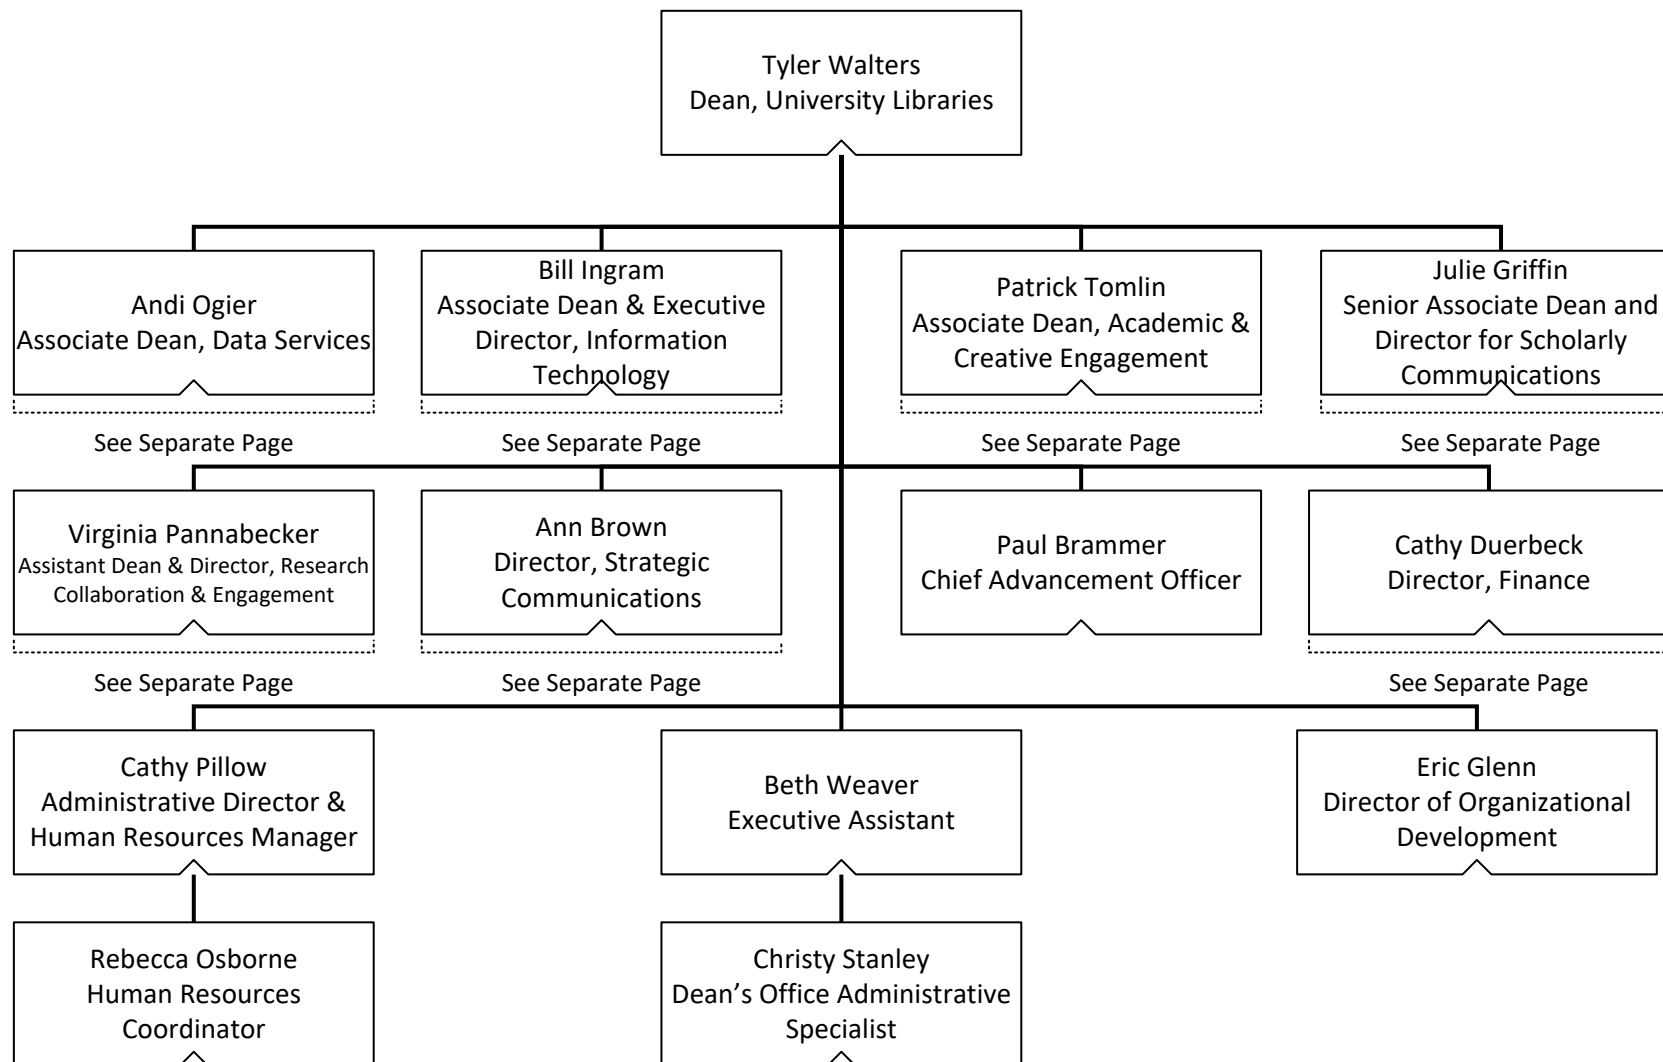 Tyler Walters
Dean, University Libraries
Andi Ogier
Associate Dean, Data Services
Bill Ingram
Associate Dean & Executive
Director, Information
Technology
Patrick Tomlin
Associate Dean, Academic &
Creative Engagement
Julie Griffin
Senior Associate Dean and
Director for Scholarly
Communications
See Separate Page
See Separate Page
See Separate Page
See Separate Page
Virginia Pannabecker
Assistant Dean & Director, Research
Collaboration & Engagement
Ann Brown
Director, Strategic
Communications
Paul Brammer
Chief Advancement Officer
Cathy Duerbeck
Director, Finance
See Separate Page
See Separate Page
See Separate Page
Cathy Pillow
Administrative Director &
Human Resources Manager
Beth Weaver
Executive Assistant
Eric Glenn
Director of Organizational
Development
Rebecca Osborne
Human Resources
Coordinator
Christy Stanley
Dean’s Office Administrative
Specialist